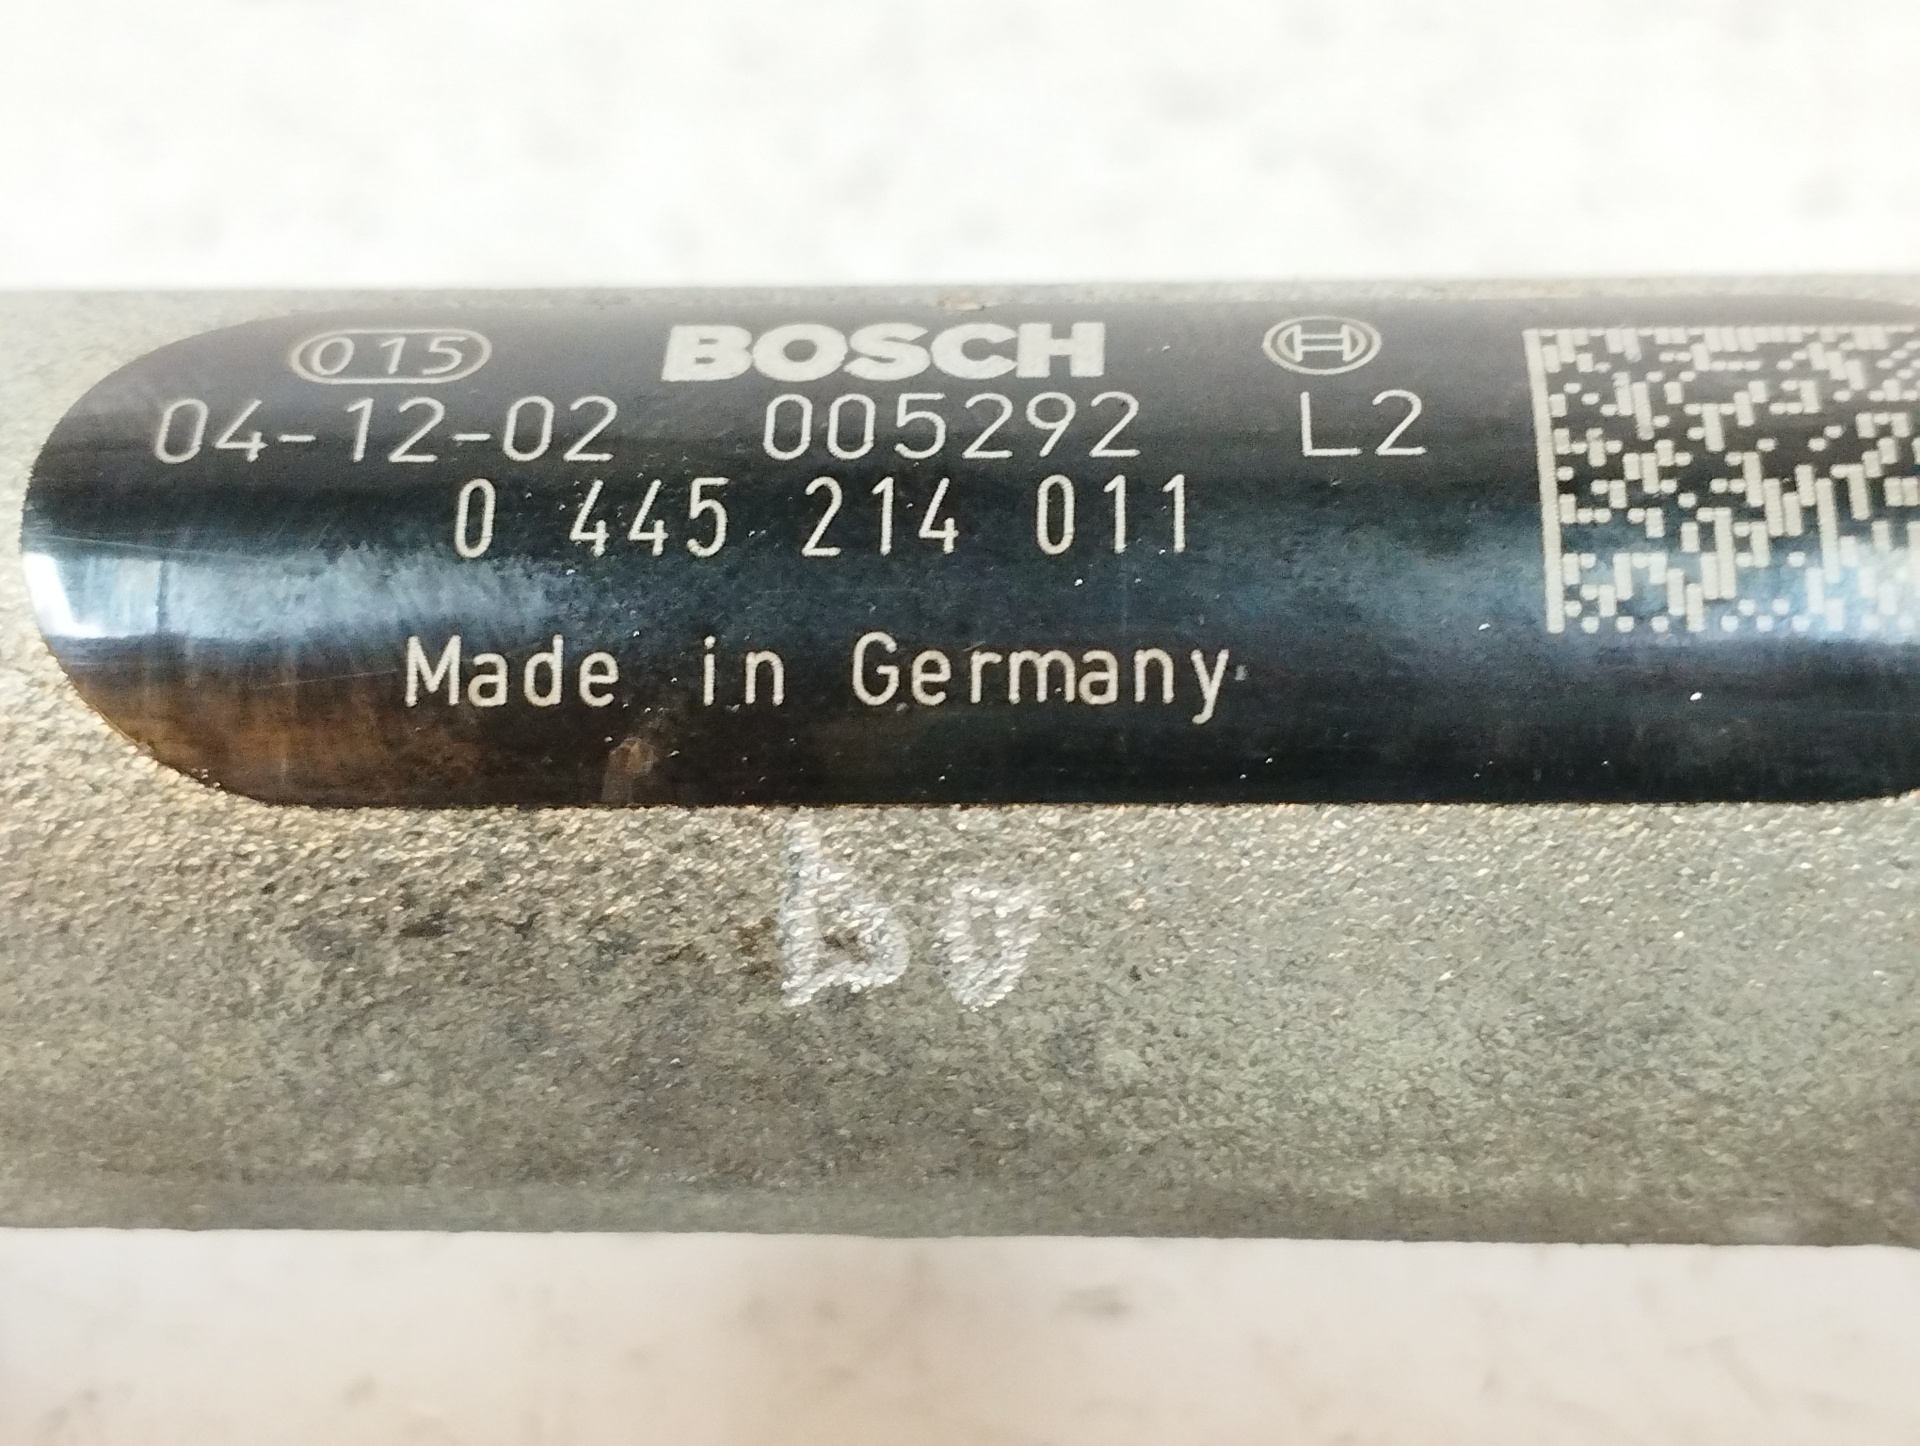 015 BOSCH
04-12-02 005292 L2
0 445 214 011
Made in Germany